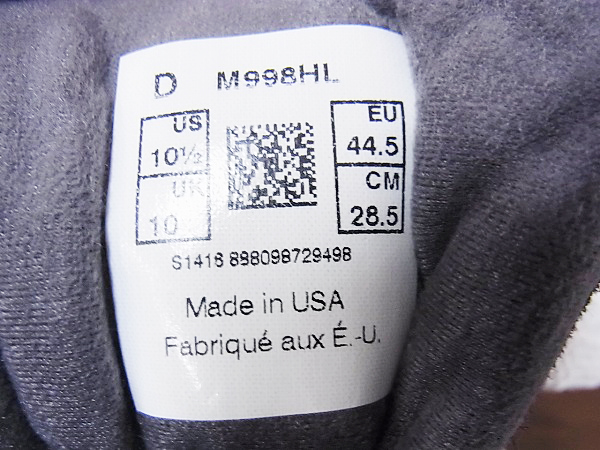 D M998HL
US EU
10½ 44.5
UK CM
10 28.5
S1416 888098729498
Made in USA
Fabriqué aux É.-U.